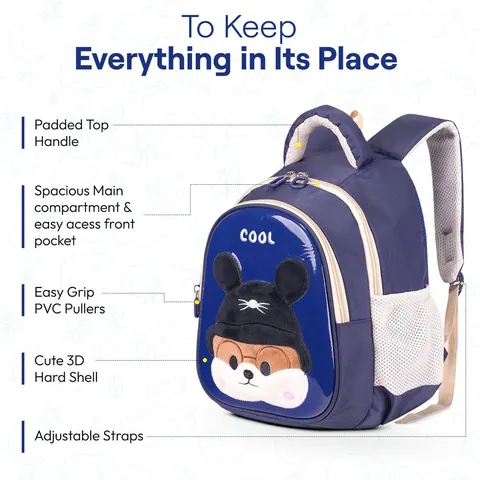 To Keep
Everything in Its Place
Padded Top
Handle
Spacious Main
compartment &
easy acess front
pocket
COOL
Easy Grip
PVC Pullers
Cute 3D
Hard Shell
Adjustable Straps